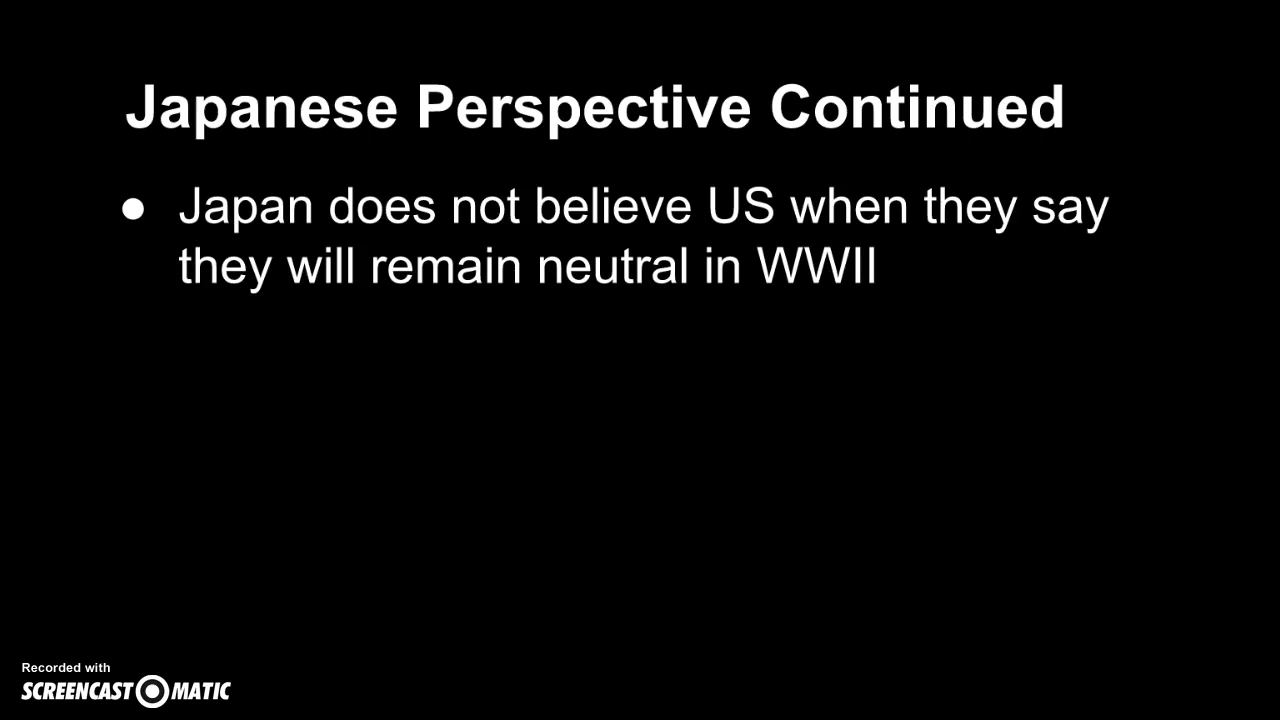 Japanese Perspective Continued
● Japan does not believe US when they say
they will remain neutral in WWII
Recorded with
SCREENCAST MATIC